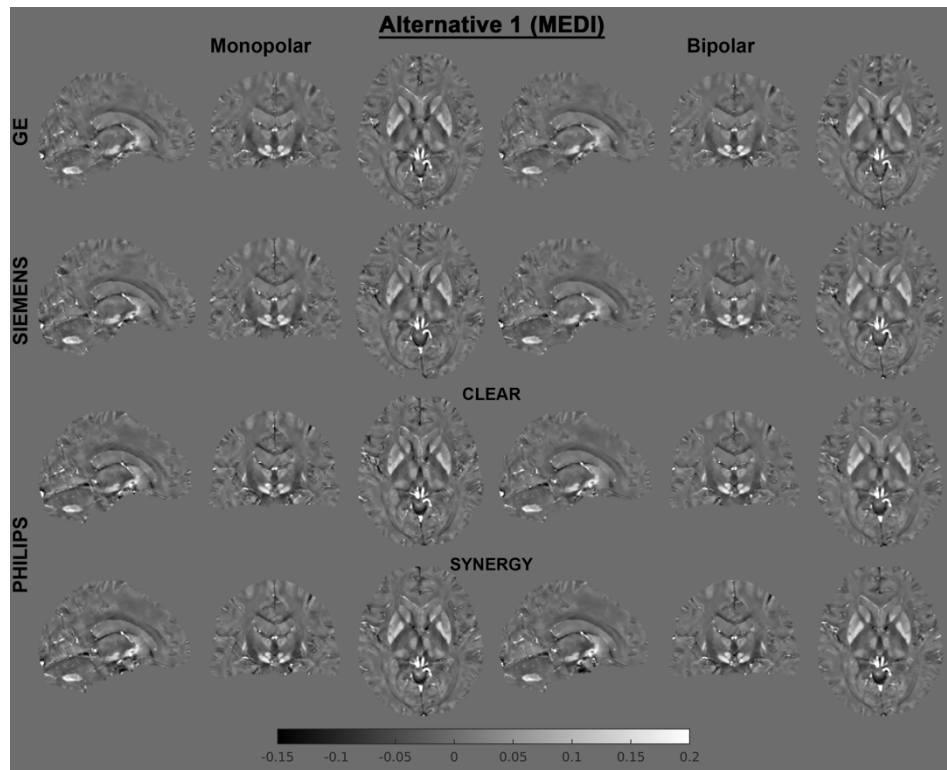 Alternative 1 (MEDI)
Monopolar
Bipolar
GE
SIEMENS
CLEAR
PHILIPS
SYNERGY
-0.15 -0.1 -0.05 0 0.05 0.1 0.15 0.2